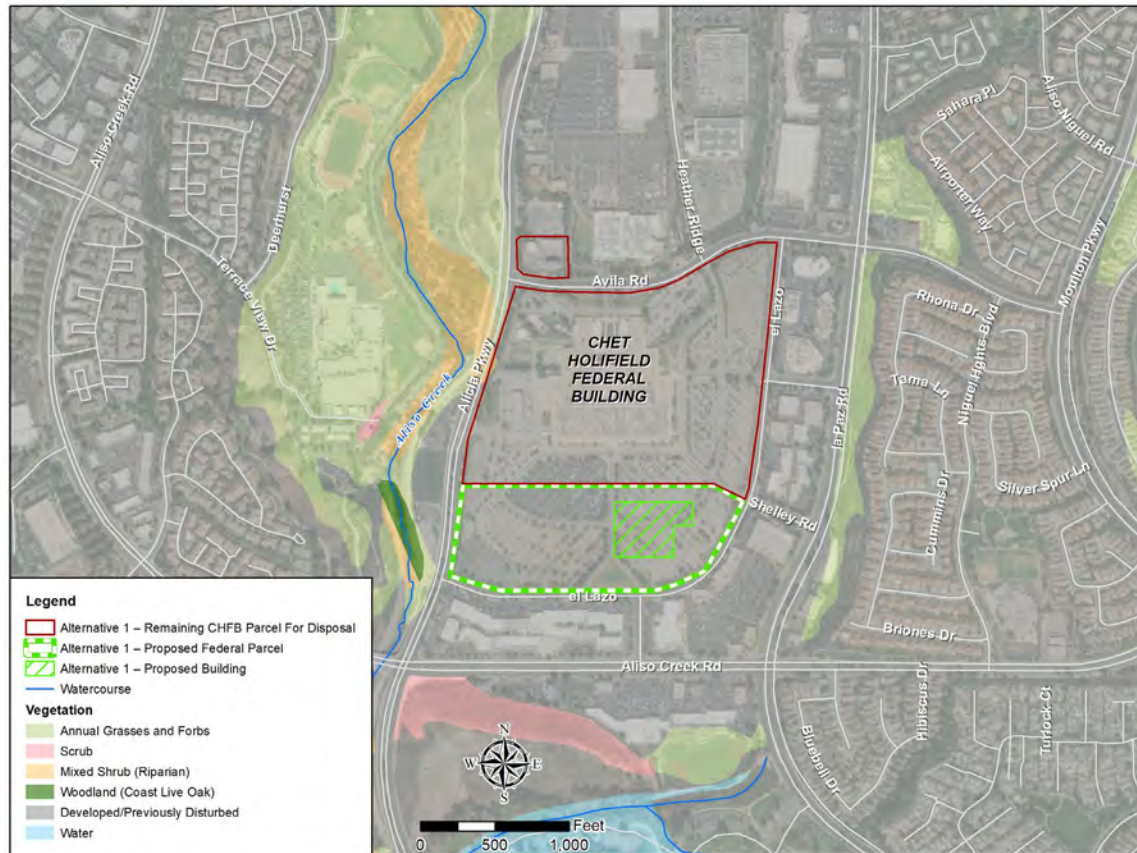 Aliso Creek Rd
Deerhurst
Terrace View Dr
Aliso Creek
Alicia Pkwy
Avila Rd
Heather Ridge
el Lazo
la Paz Rd
Sahara Pl
Airporter Way
Aliso Niguel Rd
Moulton Pkwy
Rhona Dr
Niguel Hghts Blvd
Tama Ln
Cummins Dr
Silver Spur Ln
Briones Dr
CHET
HOLIFIELD
FEDERAL
BUILDING
Shelley Rd
el Lazo
Aliso Creek Rd
Hibiscus Dr
Turlock Ct
Bluebell Dr
Legend
Alternative 1 – Remaining CHFB Parcel For Disposal
Alternative 1 – Proposed Federal Parcel
Alternative 1 – Proposed Building
Watercourse
Vegetation
Annual Grasses and Forbs
Scrub
Mixed Shrub (Riparian)
Woodland (Coast Live Oak)
Developed/Previously Disturbed
Water
N
W E
S
Feet
0 500 1,000